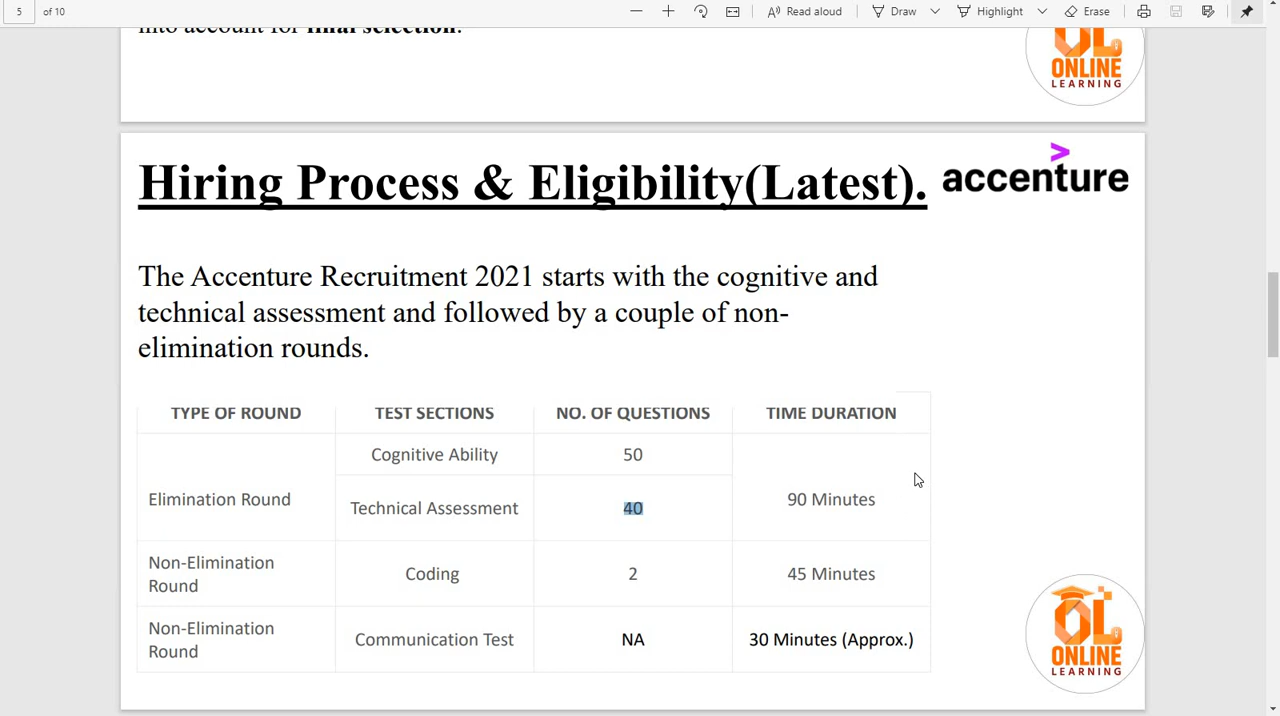 5 of 10 Read aloud Draw Highlight Erase
into account for final selection.
ONLINE
LEARNING
Hiring Process & Eligibility(Latest).
>
accenture
The Accenture Recruitment 2021 starts with the cognitive and
technical assessment and followed by a couple of non-
elimination rounds.
TYPE OF ROUND TEST SECTIONS NO. OF QUESTIONS TIME DURATION
Cognitive Ability 50
Elimination Round Technical Assessment 40 90 Minutes
Non-Elimination
Round Coding 2 45 Minutes
Non-Elimination
Round Communication Test NA 30 Minutes (Approx.)
OL
ONLINE
LEARNING